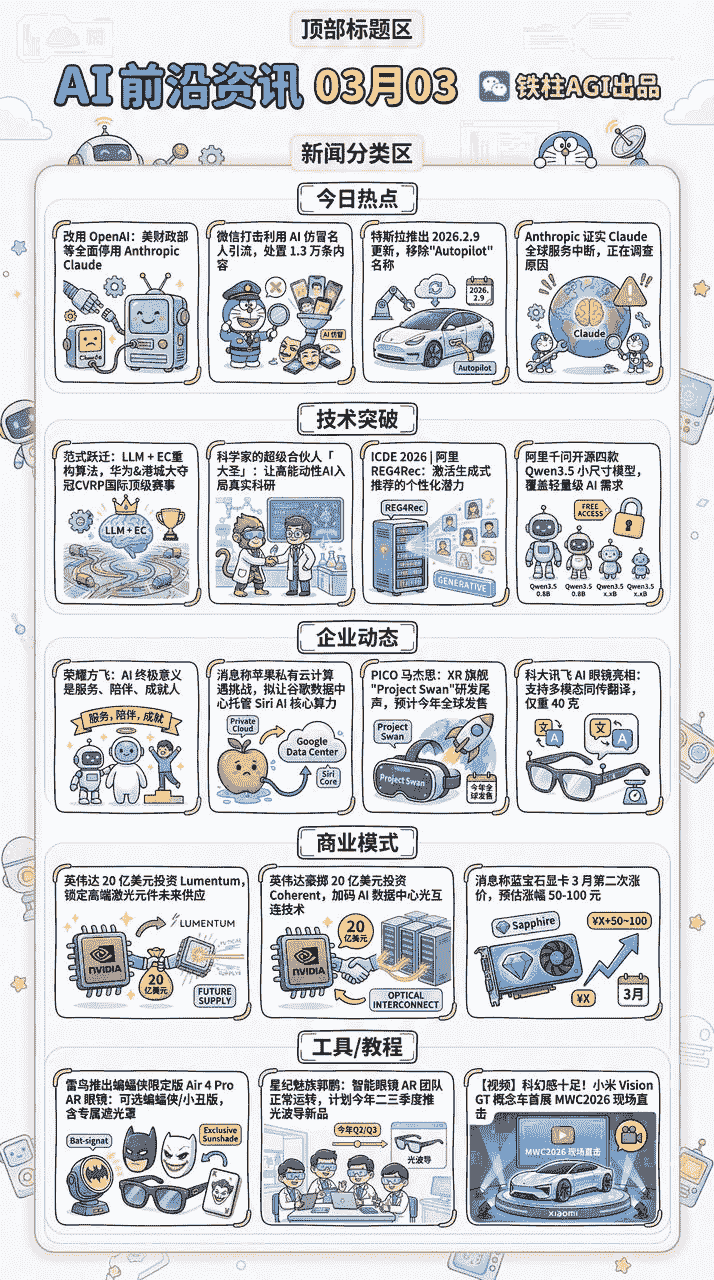 顶部标题区
AI前沿资讯 03月03 铁柱AGI出品
新闻分类区
今日热点
改用 OpenAI：美财政部
等全面停用 Anthropic
Claude
Claude
微信打击利用 AI 仿冒名
人引流，处置 1.3 万条内
容
AI 仿冒
特斯拉推出 2026.2.9
更新，移除"Autopilot"
名称
2026.
2.9
Autopilot
Anthropic 证实 Claude
全球服务中断，正在调查
原因
Claude
技术突破
范式跃迁：LLM + EC重
构算法，华为&港城大夺
冠CVRP国际顶级赛事
LLM + EC
科学家的超级合伙人「
大圣」：让高能动性AI入
局真实科研
ICDE 2026 | 阿里
REG4Rec：激活生成式
推荐的个性化潜力
REG4Rec
GENERATIVE
阿里千问开源四款
Qwen3.5 小尺寸模型，
覆盖轻量级 AI 需求
FREE
ACCESS
Qwen3.5 Qwen3.5 Qwen3.5 Qwen3.5
0.8B 0.8B x.xB x.xB
企业动态
荣耀方飞：AI 终极意义
是服务、陪伴、成就人
服务，陪伴，成就
消息称苹果私有云计算
遇挑战，拟让谷歌数据中
心托管 Siri AI 核心算力
Private
Cloud
Google
Data Center
Siri
Core
PICO 马杰思：XR 旗舰
"Project Swan"研发尾
声，预计今年全球发售
Project
Swan
Project Swan
今年全
球发售
科大讯飞 AI 眼镜亮相：
支持多模态同传翻译，
仅重 40 克
文 A
文 A
商业模式
英伟达 20 亿美元投资 Lumentum，
锁定高端激光元件未来供应
LUMENTUM
NVIDIA
20
亿美元
FUTURE
SUPPLY
英伟达豪掷 20 亿美元投资
Coherent，加码 AI 数据中心光互
连技术
20
亿美元
NVIDIA
OPTICAL
INTERCONNECT
消息称蓝宝石显卡 3 月第二次涨
价，预估涨幅 50-100 元
Sapphire
¥X+50~100
¥X
3月
工具/教程
雷鸟推出蝙蝠侠限定版 Air 4 Pro
AR 眼镜：可选蝙蝠侠/小丑版，
含专属遮光罩
Bat-signat
Exclusive
Sunshade
星纪魅族郭鹏：智能眼镜 AR 团队
正常运转，计划今年二三季度推
光波导新品
今年Q2/Q3
光波导
【视频】科幻感十足！小米 Vision
GT 概念车首展 MWC2026 现场直
击
MWC2026 现场直击
xiaomi